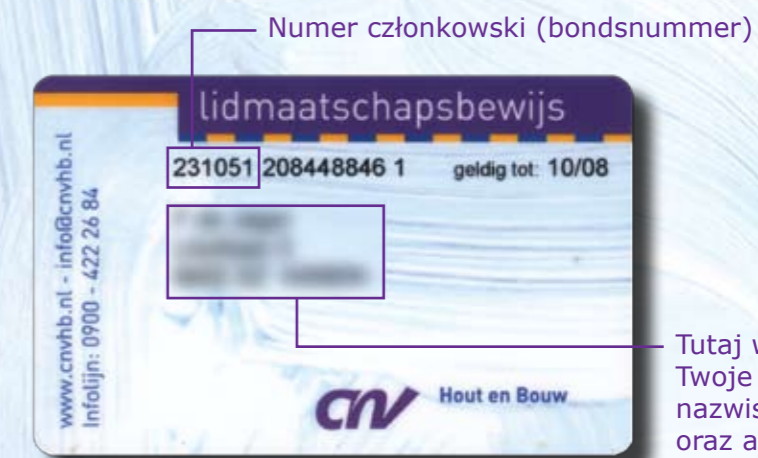 Numer członkowski (bondsnummer)
lidmaatschapsbewijs
231051 208448846 1 geldig tot: 10/08
www.cnvhb.nl - info@cnvhb.nl
Infolijn: 0900 - 422 26 84
Tutaj
Twoje
oraz
cnv Hout en Bouw